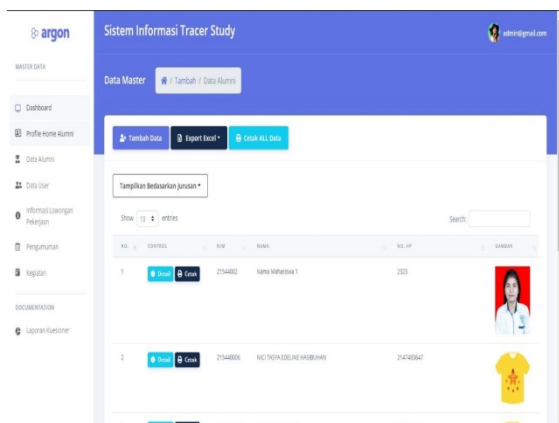 argon
Sistem Informasi Tracer Study
admin@gmail.com
MASTER DATA
Data Master
/ Tambah / Data Alumni
Dashboard
Profile Home Alumni
Data Alumni
Data User
Informasi Lowongan
Pekerjaan
Pengumuman
Kegiatan
DOCUMENTATION
Laporan Kuesioner
Tambah Data
Export Excel
Cetak ALL Data
Tampilkan Bedasarkan Jurusan
Show 10 entries
Search:
NO. CONTROL NIM NAMA NO. HP GAMBAR
1 Detail Cetak 21544002 Nama Mahasiswa 1 2323
2 Detail Cetak 215440006 NICI TASYA EDELINE HASIBUHAN 2147483647